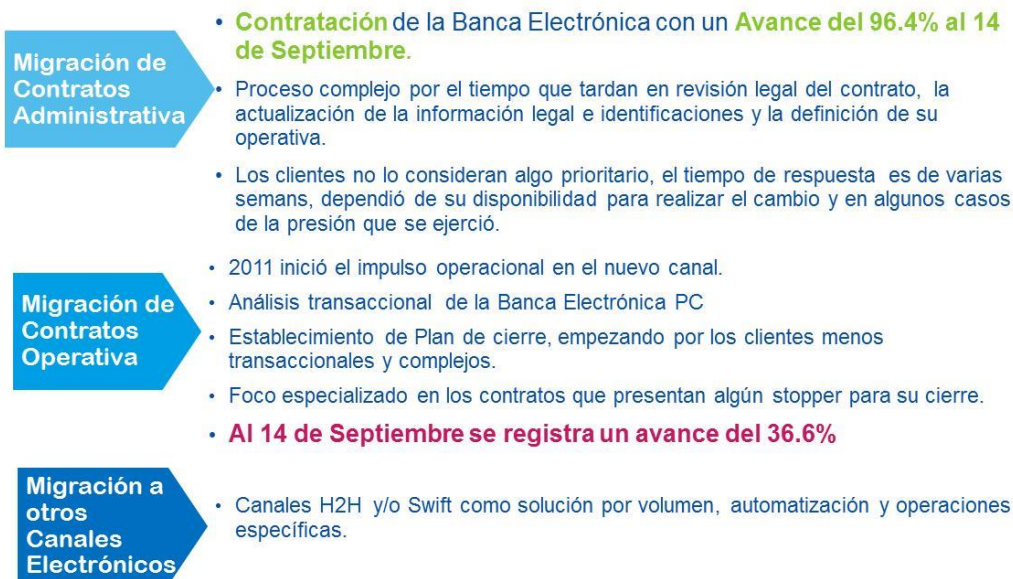 Migración de
Contratos
Administrativa
• Contratación de la Banca Electrónica con un Avance del 96.4% al 14
de Septiembre.
• Proceso complejo por el tiempo que tardan en revisión legal del contrato, la
actualización de la información legal e identificaciones y la definición de su
operativa.
• Los clientes no lo consideran algo prioritario, el tiempo de respuesta es de varias
semans, dependió de su disponibilidad para realizar el cambio y en algunos casos
de la presión que se ejerció.
Migración de
Contratos
Operativa
• 2011 inició el impulso operacional en el nuevo canal.
• Análisis transaccional de la Banca Electrónica PC
• Establecimiento de Plan de cierre, empezando por los clientes menos
transaccionales y complejos.
• Foco especializado en los contratos que presentan algún stopper para su cierre.
• Al 14 de Septiembre se registra un avance del 36.6%
Migración a
otros
Canales
Electrónicos
• Canales H2H y/o Swift como solución por volumen, automatización y operaciones
específicas.